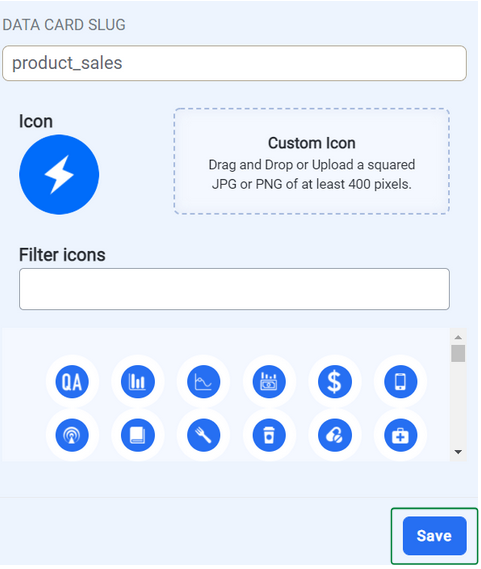 DATA CARD SLUG
product_sales
Icon
Custom Icon
Drag and Drop or Upload a squared
JPG or PNG of at least 400 pixels.
Filter icons
QA
$
Save